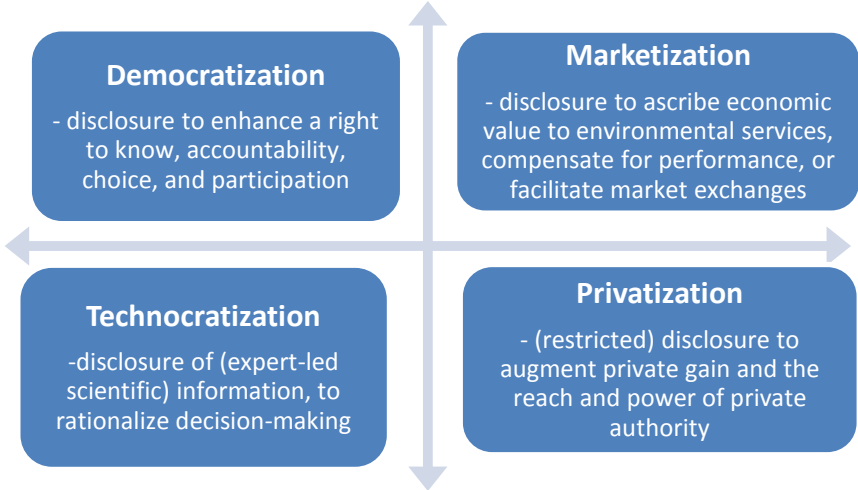 Democratization
- disclosure to enhance a right
to know, accountability,
choice, and participation
Marketization
- disclosure to ascribe economic
value to environmental services,
compensate for performance, or
facilitate market exchanges
Technocratization
-disclosure of (expert-led
scientific) information, to
rationalize decision-making
Privatization
- (restricted) disclosure to
augment private gain and the
reach and power of private
authority